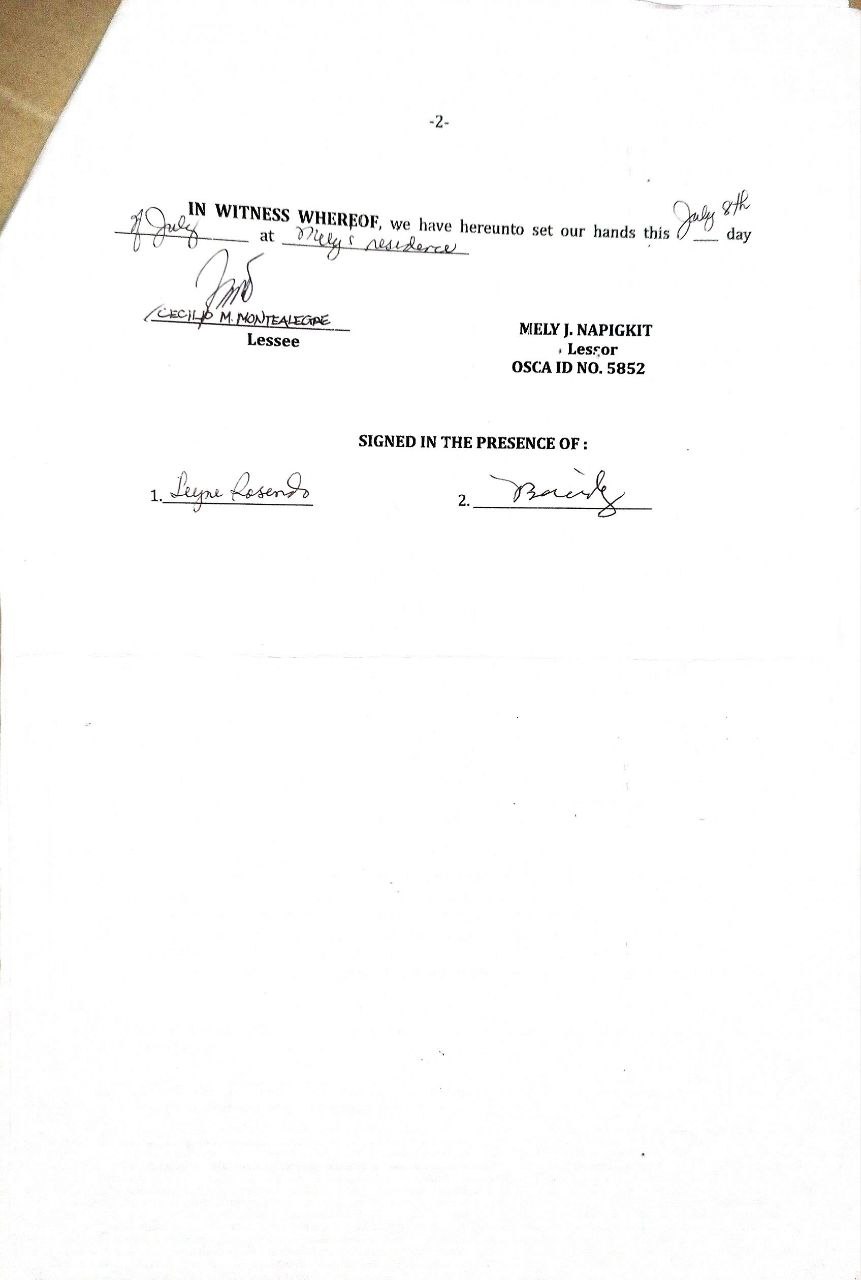 -2-
IN WITNESS WHEREOF, we have hereunto set our hands this July 8th day
of July at Mely's residence
CECILIO M. MONTEALEGRE
Lessee
MELY J. NAPIGKIT
Lessor
OSCA ID NO. 5852
SIGNED IN THE PRESENCE OF :
1. Leyne Rosendo
2.